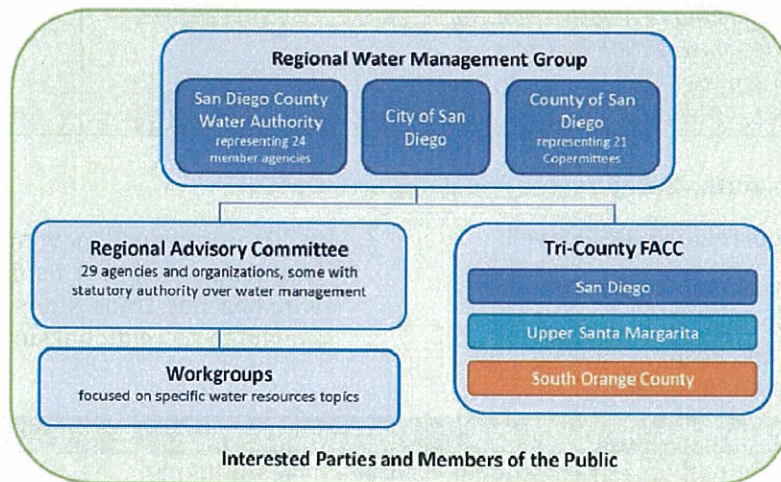 Regional Water Management Group
San Diego County
Water Authority
representing 24
member agencies
City of San
Diego
County of San
Diego
representing 21
Copermittees
Regional Advisory Committee
29 agencies and organizations, some with
statutory authority over water management
Tri-County FACC
San Diego
Upper Santa Margarita
South Orange County
Workgroups
focused on specific water resources topics
Interested Parties and Members of the Public